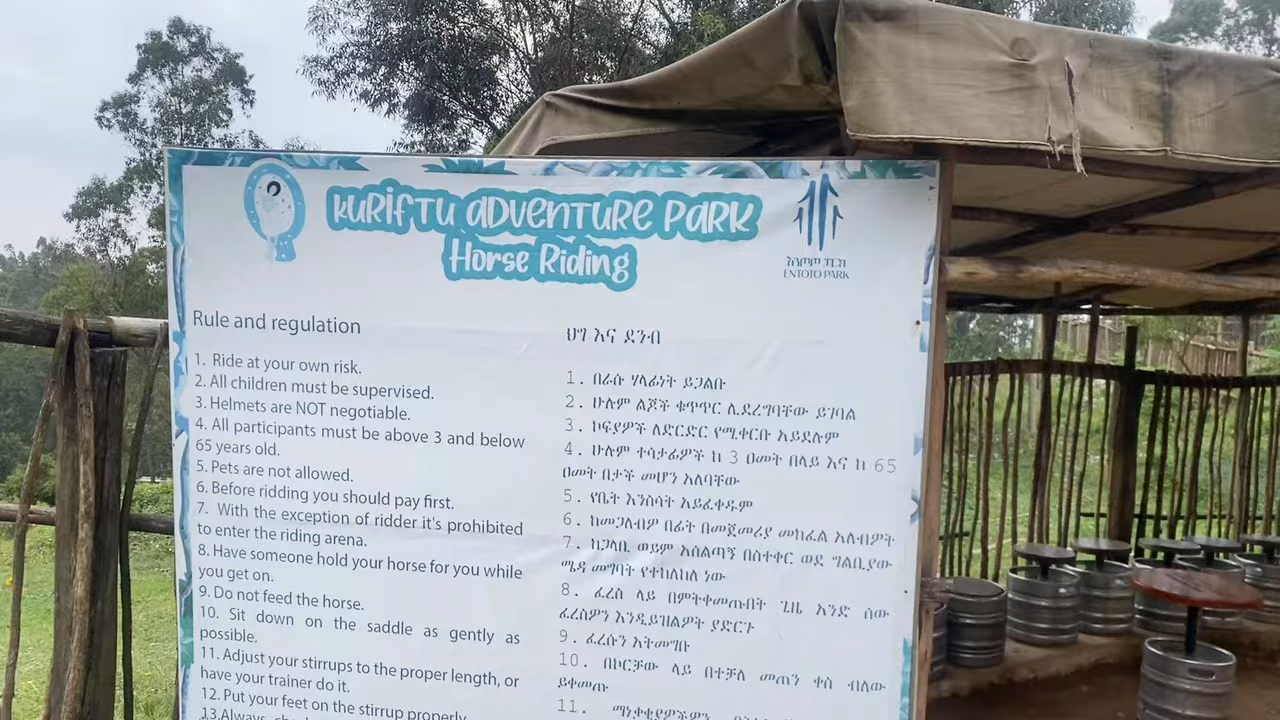 KURIFTU ADVENTURE PARK
Horse Riding
እንጦጦ ፓርክ
ENTOTO PARK
Rule and regulation
1. Ride at your own risk.
2. All children must be supervised.
3. Helmets are NOT negotiable.
4. All participants must be above 3 and below
65 years old.
5. Pets are not allowed.
6. Before ridding you should pay first.
7. With the exception of ridder it's prohibited
to enter the riding arena.
8. Have someone hold your horse for you while
you get on.
9. Do not feed the horse.
10. Sit down on the saddle as gently as
possible.
11. Adjust your stirrups to the proper length, or
have your trainer do it.
12. Put your feet on the stirrup properly
13. Always
ህግ እና ደንብ
1. በራሱ ሃላፊነት ይጋልቡ
2. ሁሉም ልጆች ቁጥጥር ሊደረግባቸው ይገባል
3. ኮፍያዎች ለድርድር የሚቀርቡ አይደሉም
4. ሁሉም ተሳታፊዎች ከ 3 ዐመት በላይ እና ከ 65
ዐመት በታች መሆን አለባቸው
5. የቤት እንስሳት አይፈቀዱም
6. ከመጋለብዎ በፊት በመጀመሪያ መክፈል አለብዎት
7. ከጋላቢ ወይም አሰልጣኝ በስተቀር ወደ ግልቢያው
ሜዳ መግባት የተከለከለ ነው
8. ፈረስ ላይ በምትቀመጡበት ጊዜ አንድ ሰው
ፈረስዎን እንዲይዝልዎት ያድርጉ
9. ፈረሱን አትመግቡ
10. በኮርቻው ላይ በተቻለ መጠን ቀስ ብለው
ይቀመጡ
11.